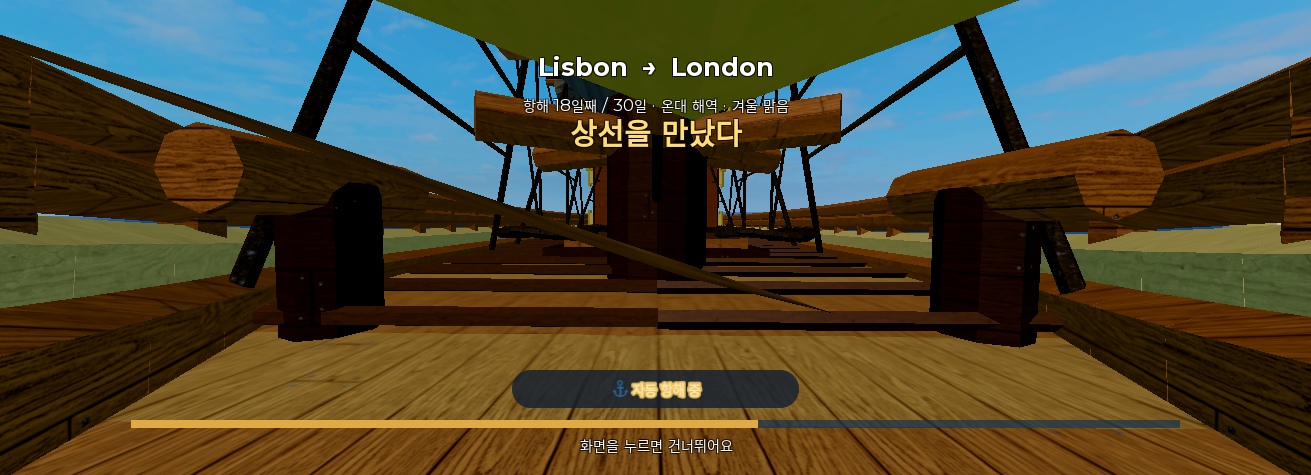 Lisbon → London
항해 18일째 / 30일 · 온대 해역 · 겨울 맑음
상선을 만났다
⚓ 자동 항해 중
화면을 누르면 건너뛰어요